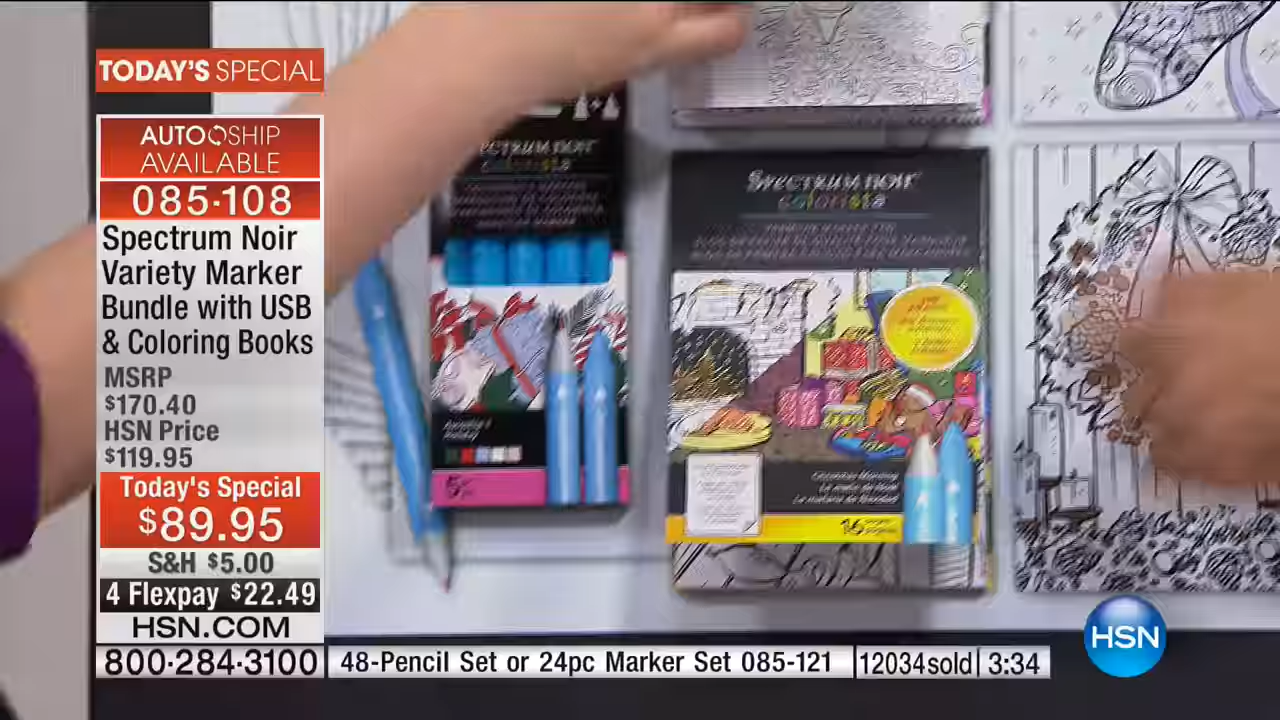 TODAY'S SPECIAL
AUTOSHIP
AVAILABLE
085-108
Spectrum Noir
Variety Marker
Bundle with USB
& Coloring Books
MSRP
$170.40
HSN Price
$119.95
Today's Special
$89.95
S&H $5.00
4 Flexpay $22.49
HSN.COM
800-284-3100
48-Pencil Set or 24pc Marker Set 085-121
12034sold
3:34
HSN
SPECTRUM NOIR
colorista
SPECTRUM NOIR
colorista
16